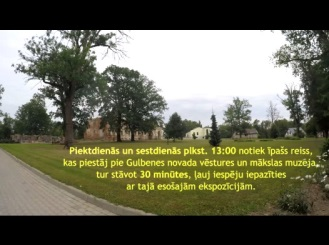 Piektdienās un sestdienās plkst. 13:00 notiek īpašs reiss,
kas piestāj pie Gulbenes novada vēstures un mākslas muzeja,
tur stāvot 30 minūtes, ļauj iespēju iepazīties
ar tajā esošajām ekspozīcijām.